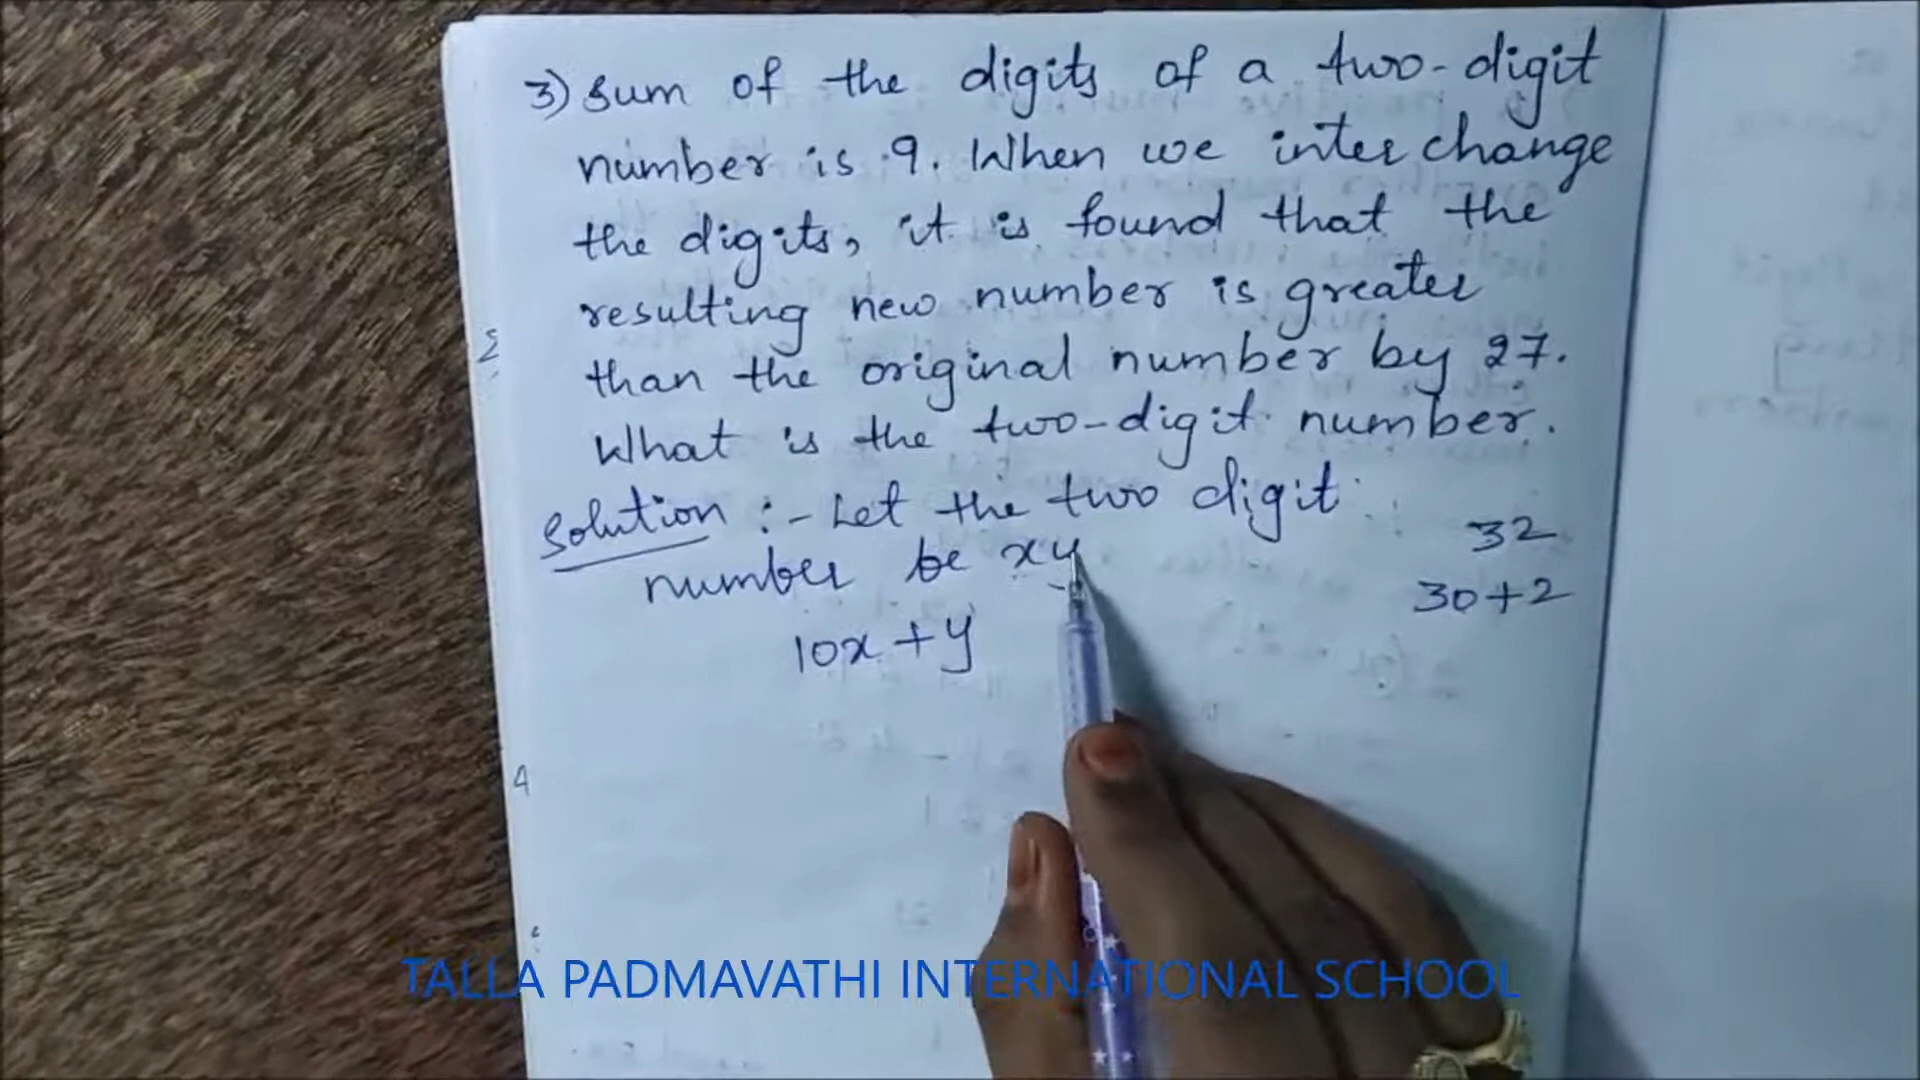 3) Sum of the digits of a two-digit
number is 9. When we interchange
the digits, it is found that the
resulting new number is greater
than the original number by 27.
What is the two-digit number.
Solution :- Let the two digit
number be xy
10x + y
32
30+2
4
TALLA PADMAVATHI INTERNATIONAL SCHOOL